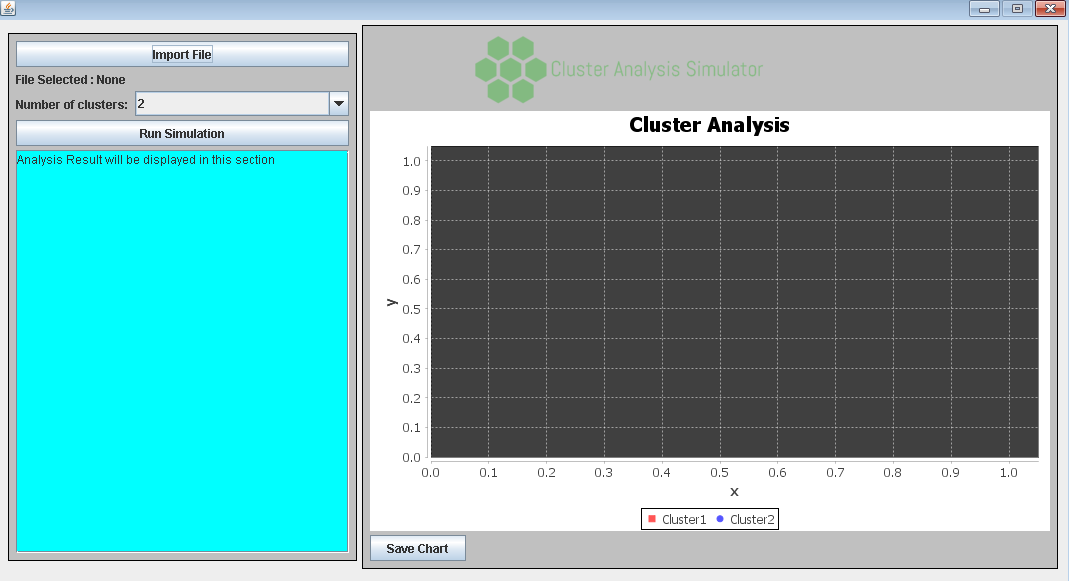 Import File
File Selected : None
Number of clusters: 2
Run Simulation
Analysis Result will be displayed in this section
Cluster Analysis Simulator
Cluster Analysis
1.0
0.9
0.8
0.7
0.6
0.5
0.4
0.3
0.2
0.1
0.0
y
0.0 0.1 0.2 0.3 0.4 0.5 0.6 0.7 0.8 0.9 1.0
x
Cluster1 Cluster2
Save Chart